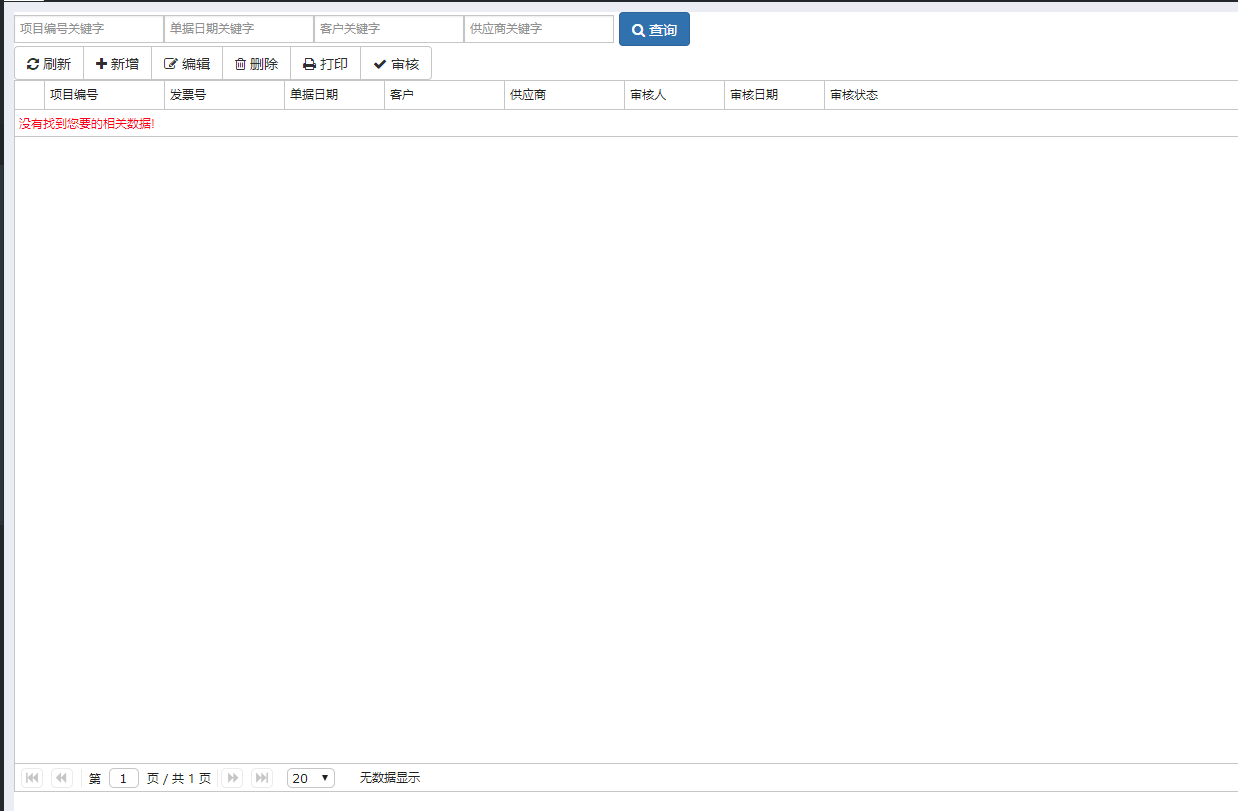 项目编号关键字 单据日期关键字 客户关键字 供应商关键字 查询
刷新 新增 编辑 删除 打印 审核
项目编号 发票号 单据日期 客户 供应商 审核人 审核日期 审核状态
没有找到您要的相关数据!
第 1 页 / 共 1 页 20 无数据显示